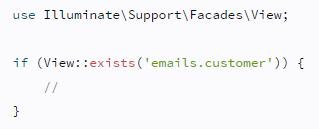 use Illuminate\Support\Facades\View;
if (View::exists('emails.customer')) {
    //
}